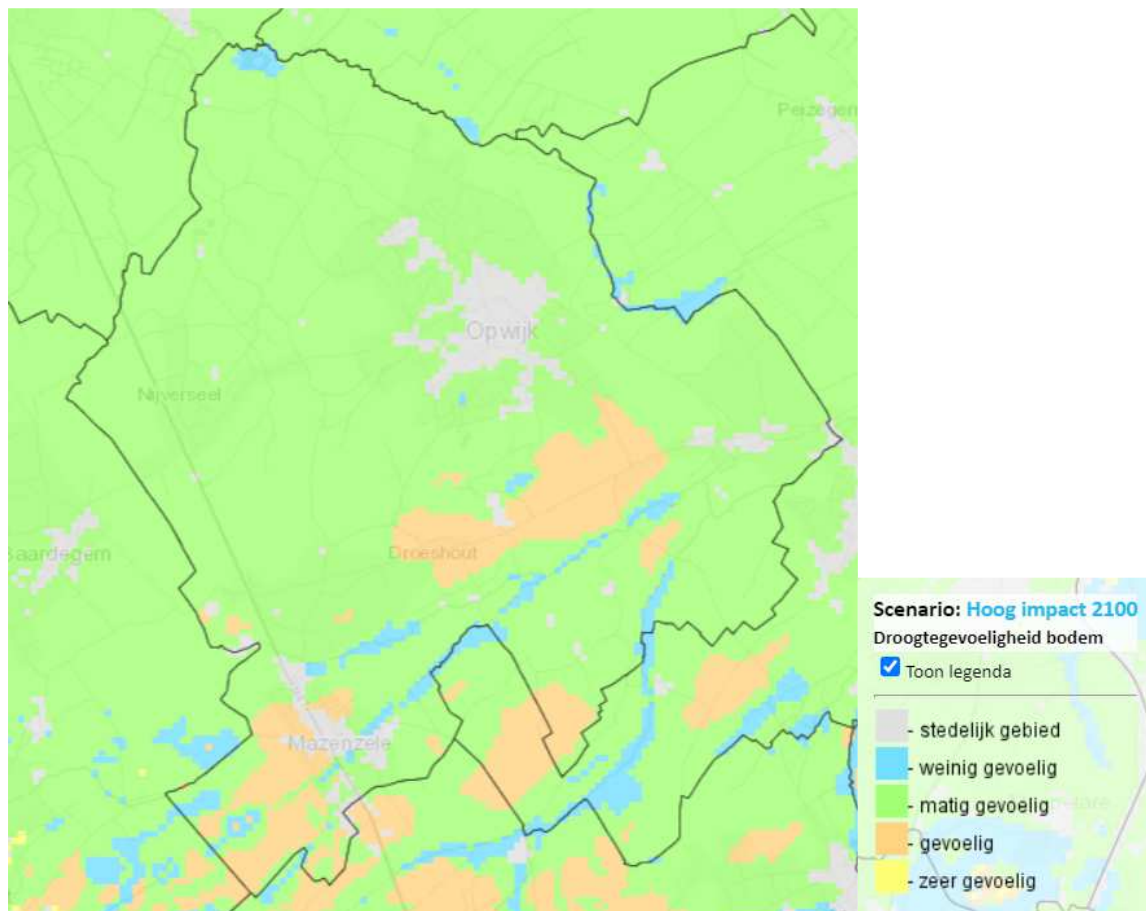 Peizegem
Opwijk
Nijverseel
Baardegem
Droeshout
Mazenzele
Scenario: Hoog impact 2100
Droogtegevoeligheid bodem
Toon legenda
- stedelijk gebied
- weinig gevoelig
- matig gevoelig
- gevoelig
- zeer gevoelig